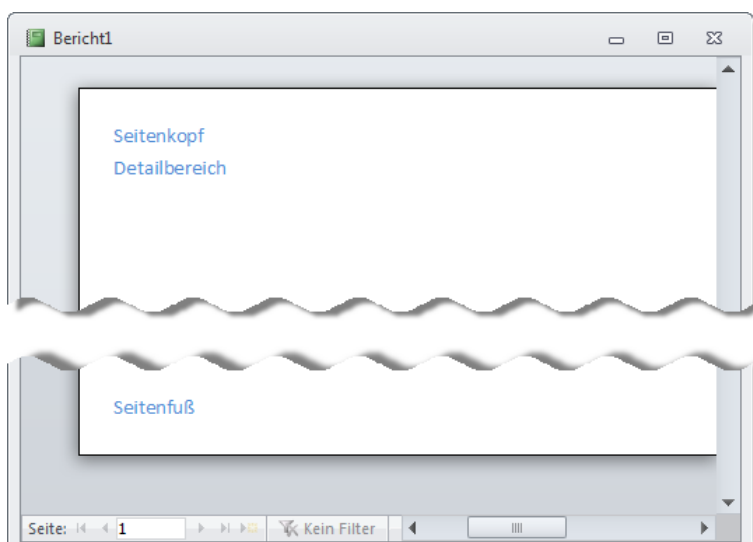 Bericht1
Seitenkopf
Detailbereich
Seitenfuß
Seite: 1 Kein Filter